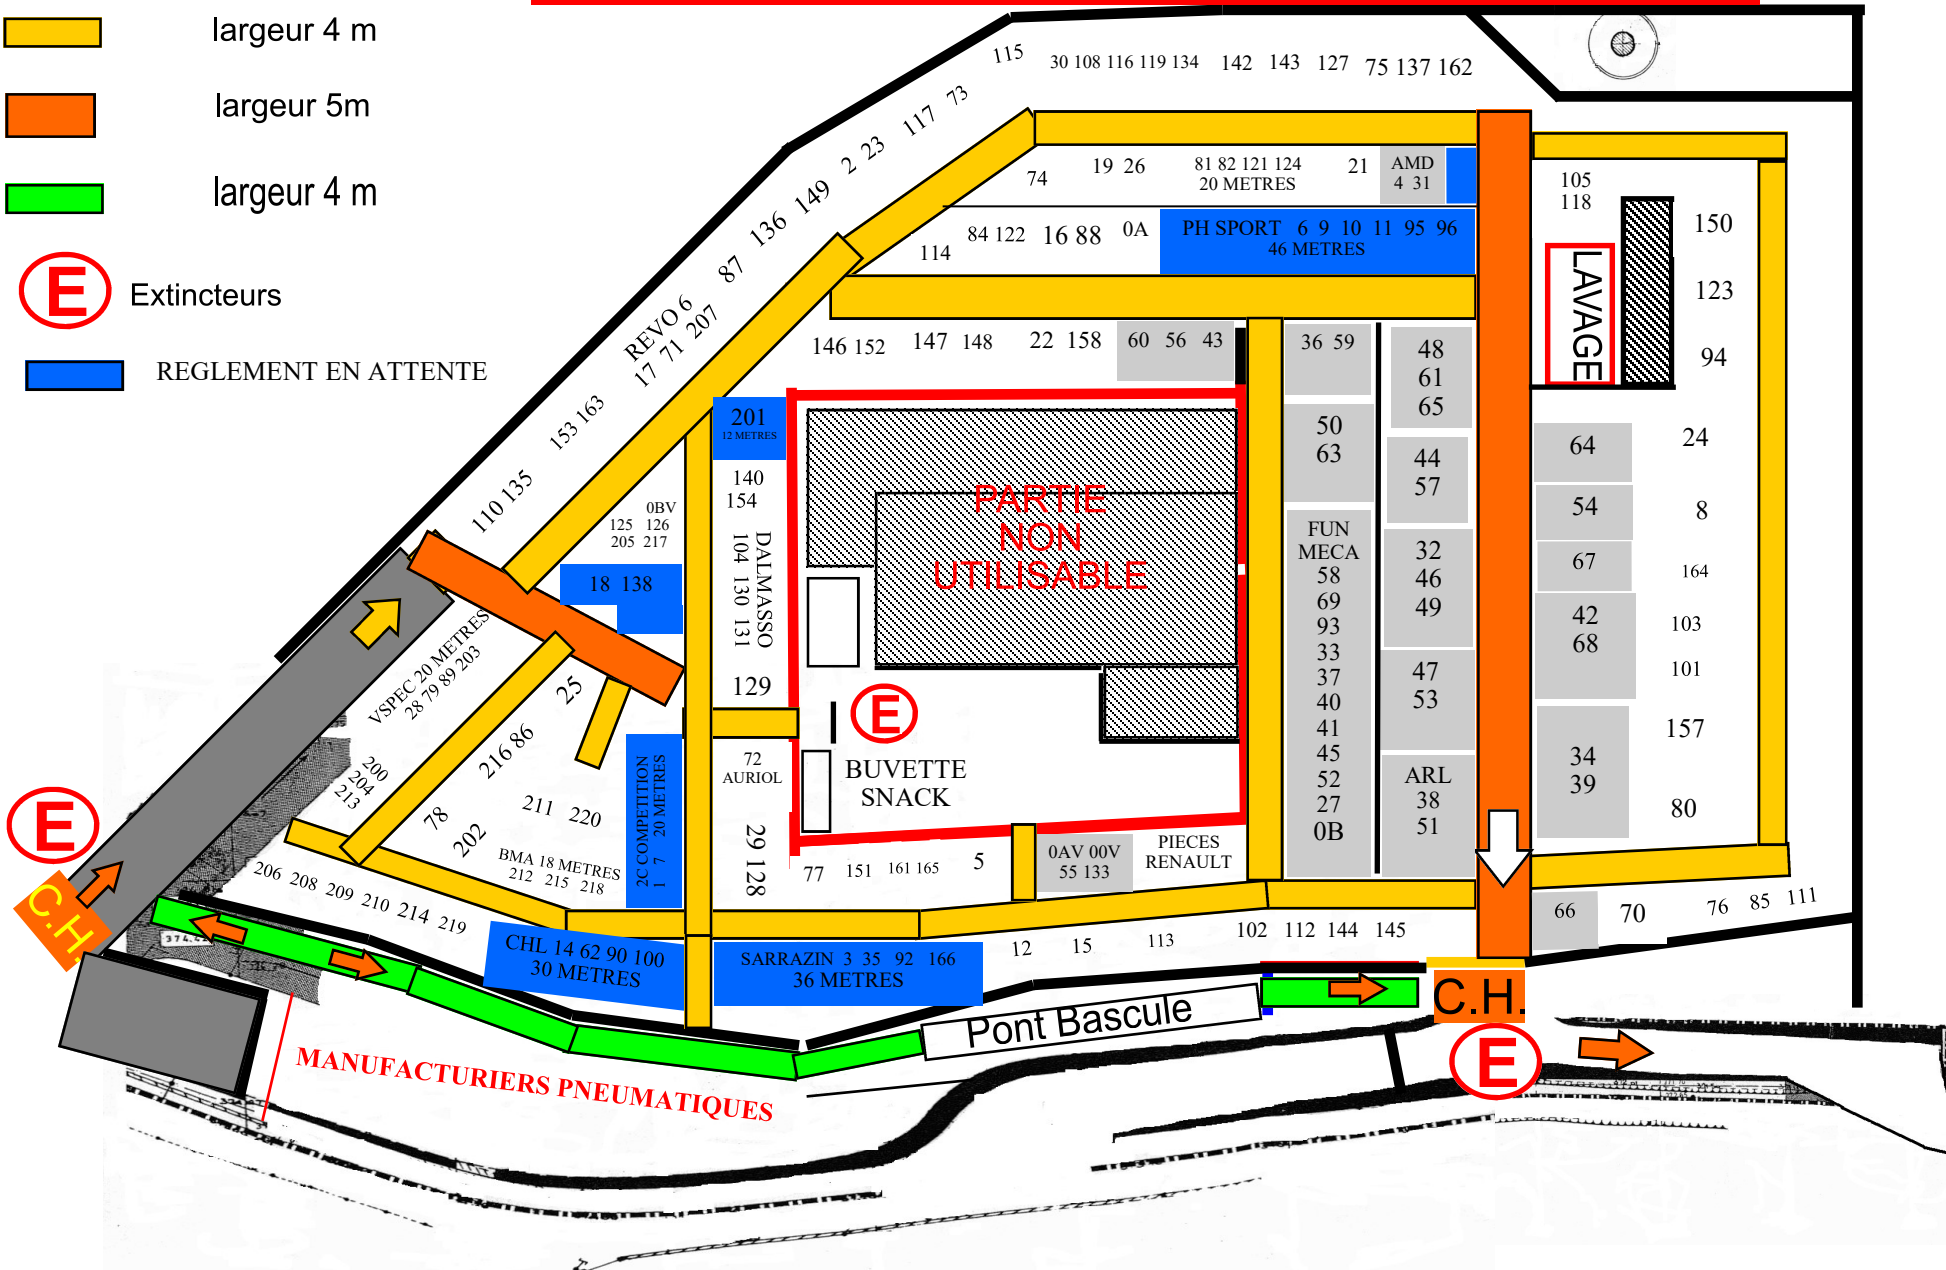 largeur 4 m
largeur 5m
largeur 4 m
E Extincteurs
REGLEMENT EN ATTENTE
115
30 108 116 119 134 142 143 127 75 137 162
73
117
2 23
149
136
87
REVO 6
17 71 207
153 163
110 135
74
19 26
81 82 121 124
20 METRES
21
AMD
4 31
114
84 122
16 88
0A
PH SPORT 6 9 10 11 95 96
46 METRES
105
118
LAVAGE
150
123
94
24
8
164
103
101
157
80
146 152
147 148
22 158
60 56 43
36 59
50
63
FUN
MECA
58
69
93
33
37
40
41
45
52
27
0B
48
61
65
44
57
32
46
49
47
53
ARL
38
51
64
54
67
42
68
34
39
66
70
76 85 111
201
12 METRES
140
154
DALMASSO
104 130 131
129
72
AURIOL
29 128
PARTIE
NON
UTILISABLE
E
BUVETTE
SNACK
0BV
125 126
205 217
18 138
VSPEC 20 METRES
28 79 89 203
25
216 86
200
204
213
78
202
211 220
BMA 18 METRES
212 215 218
2C COMPETITION
1 7 20 METRES
77 151 161 165 5
0AV 00V
55 133
PIECES
RENAULT
206 208 209 210 214 219
CHL 14 62 90 100
30 METRES
SARRAZIN 3 35 92 166
36 METRES
12 15 113
102 112 144 145
E
C.H.
Pont Bascule
C.H.
E
MANUFACTURIERS PNEUMATIQUES